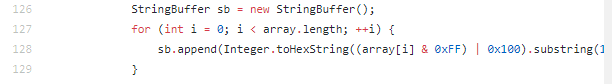 126 StringBuffer sb = new StringBuffer();
127 for (int i = 0; i < array.length; ++i) {
128 sb.append(Integer.toHexString((array[i] & 0xFF) | 0x100).substring(1
129 }